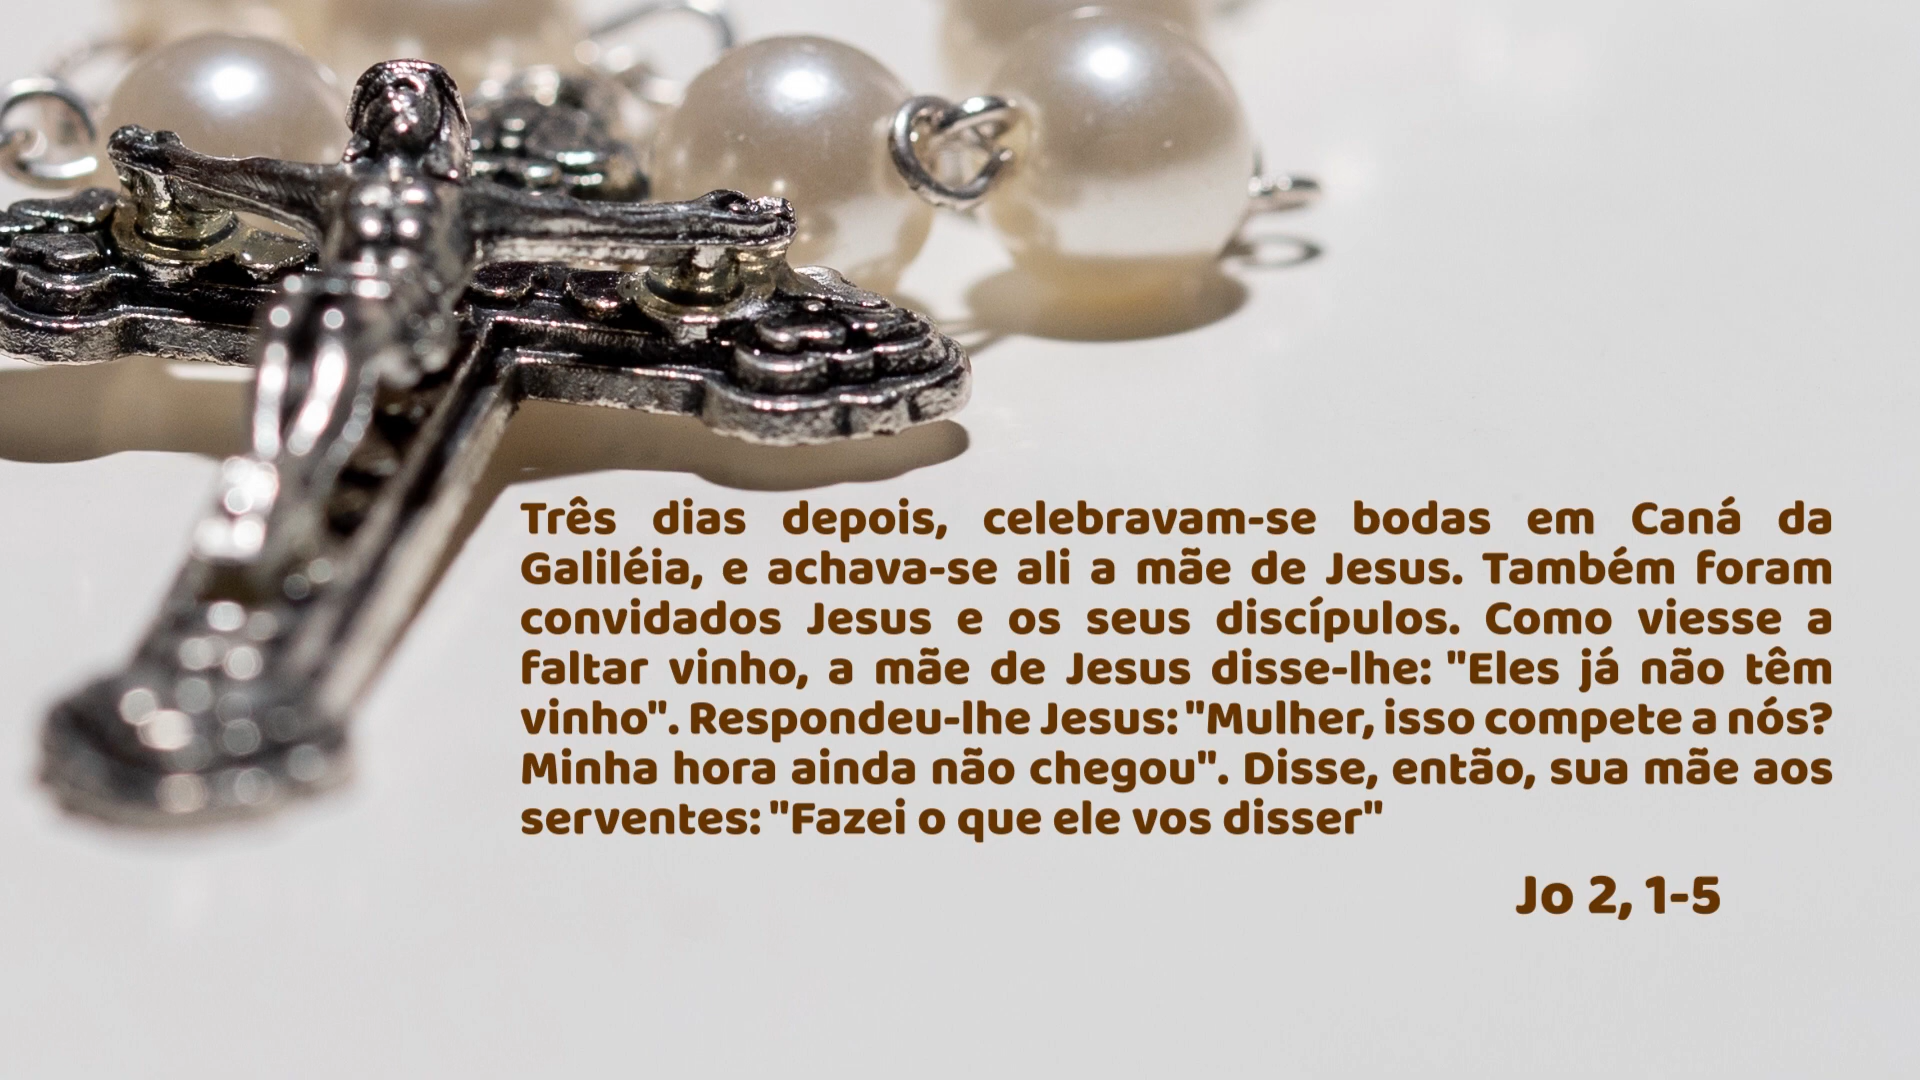 Três dias depois, celebravam-se bodas em Caná da
Galiléia, e achava-se ali a mãe de Jesus. Também foram
convidados Jesus e os seus discípulos. Como viesse a
faltar vinho, a mãe de Jesus disse-lhe: "Eles já não têm
vinho". Respondeu-lhe Jesus: "Mulher, isso compete a nós?
Minha hora ainda não chegou". Disse, então, sua mãe aos
serventes: "Fazei o que ele vos disser"
Jo 2, 1-5